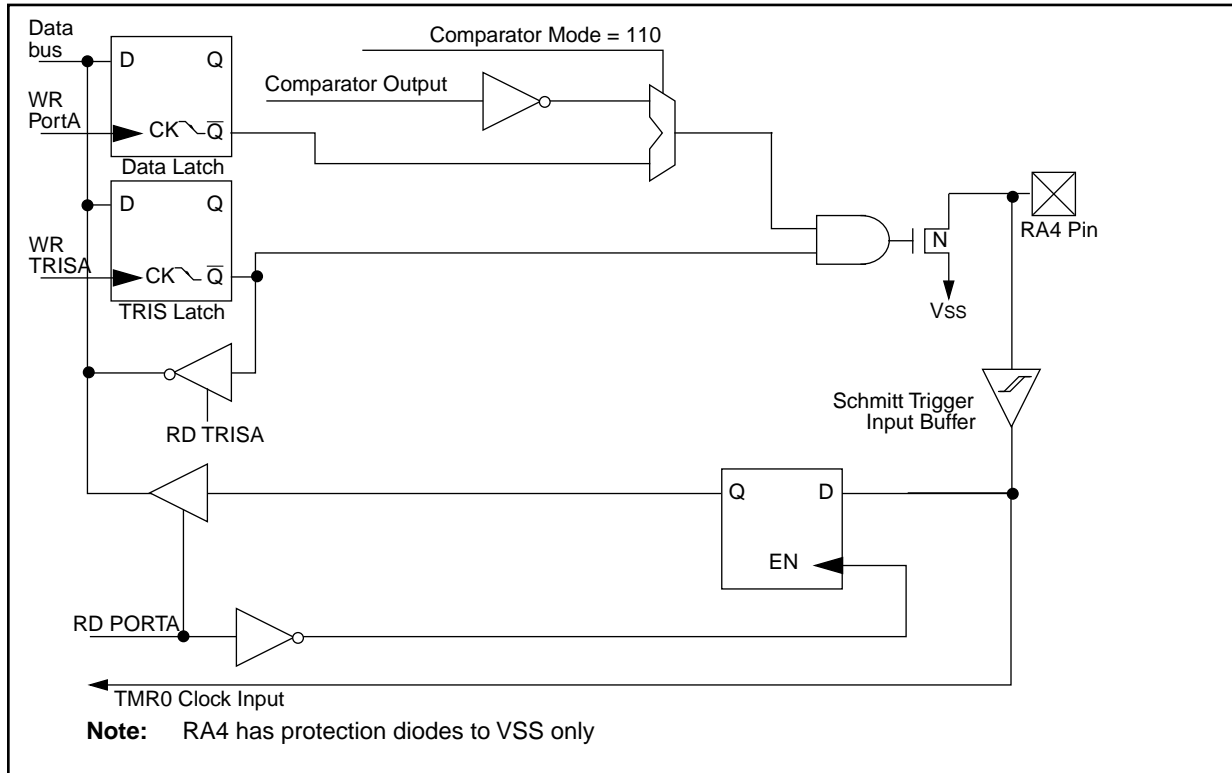 Data
bus
D Q
WR
PortA
CK Q̅
Data Latch
Comparator Mode = 110
Comparator Output
D Q
WR
TRISA
CK Q̅
TRIS Latch
N
RA4 Pin
VSS
RD TRISA
Schmitt Trigger
Input Buffer
Q D
EN
RD PORTA
TMR0 Clock Input
Note: RA4 has protection diodes to VSS only